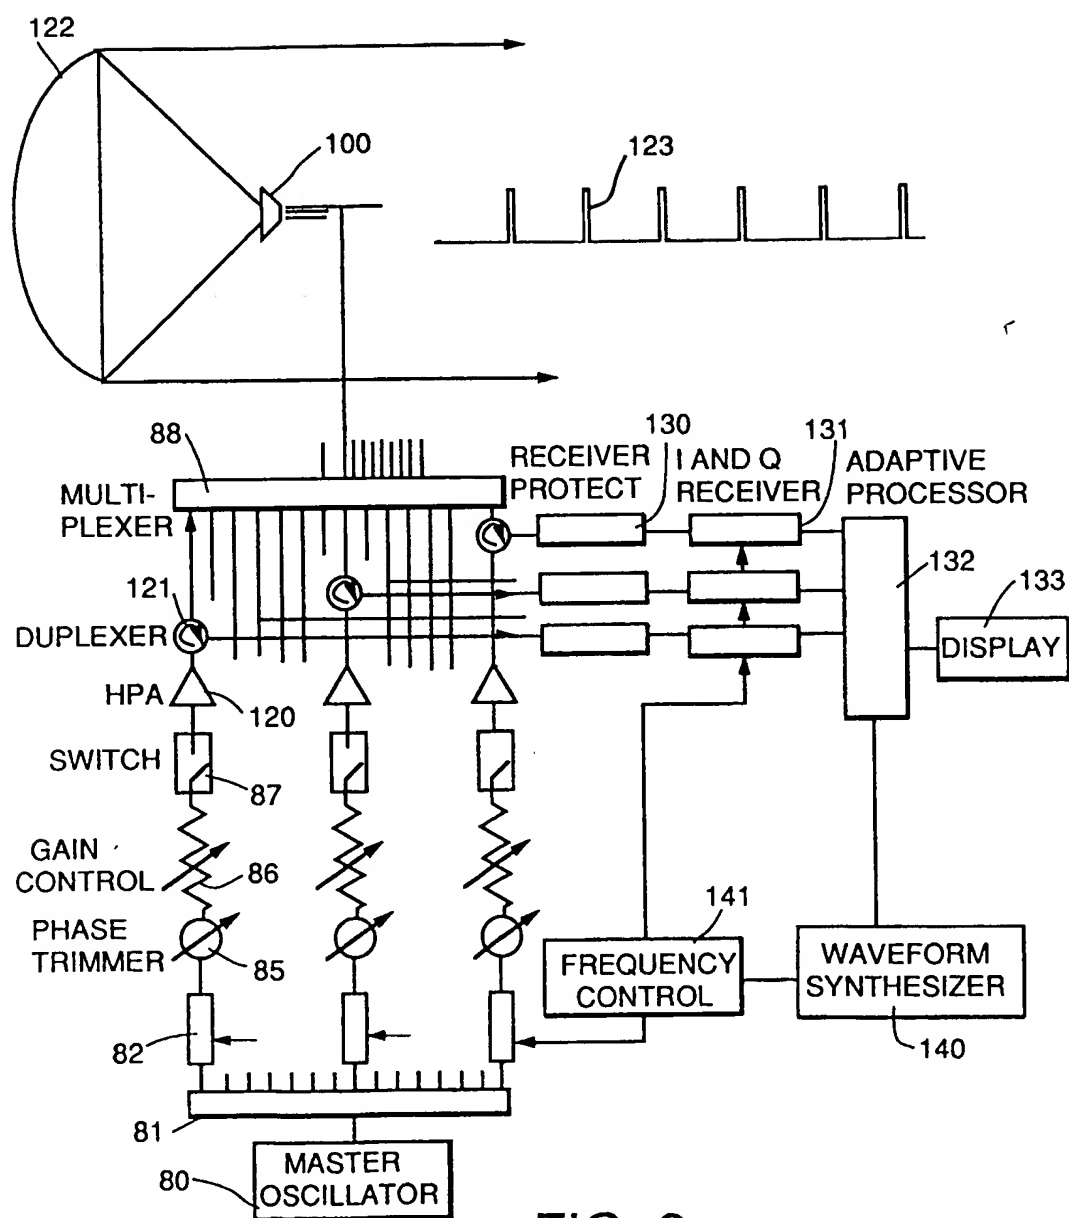 122
100
123
88
MULTI-
PLEXER
RECEIVER
PROTECT
130
I AND Q
RECEIVER
131
ADAPTIVE
PROCESSOR
132
133
DISPLAY
121
DUPLEXER
HPA
120
SWITCH
87
GAIN
CONTROL
86
PHASE
TRIMMER
85
141
FREQUENCY
CONTROL
WAVEFORM
SYNTHESIZER
140
82
81
MASTER
OSCILLATOR
80